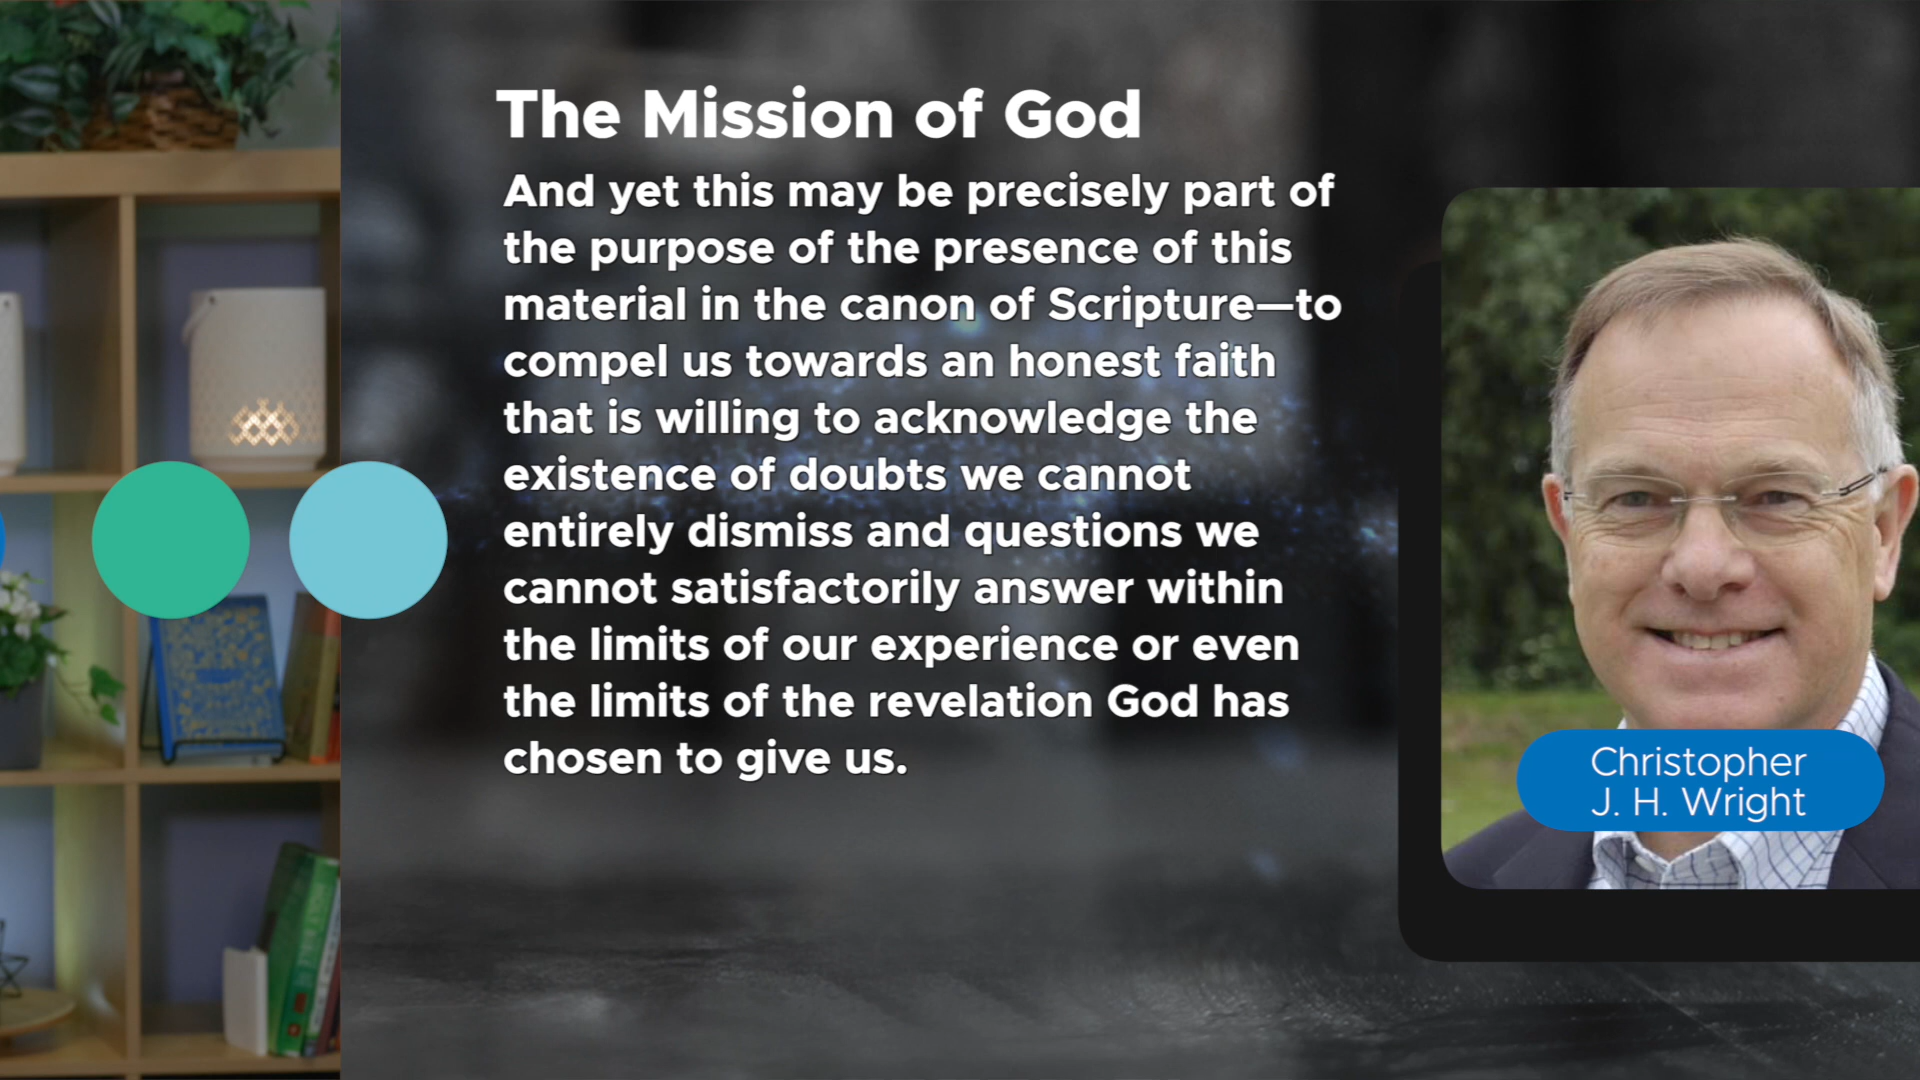 The Mission of God
And yet this may be precisely part of
the purpose of the presence of this
material in the canon of Scripture—to
compel us towards an honest faith
that is willing to acknowledge the
existence of doubts we cannot
entirely dismiss and questions we
cannot satisfactorily answer within
the limits of our experience or even
the limits of the revelation God has
chosen to give us.
Christopher
J. H. Wright